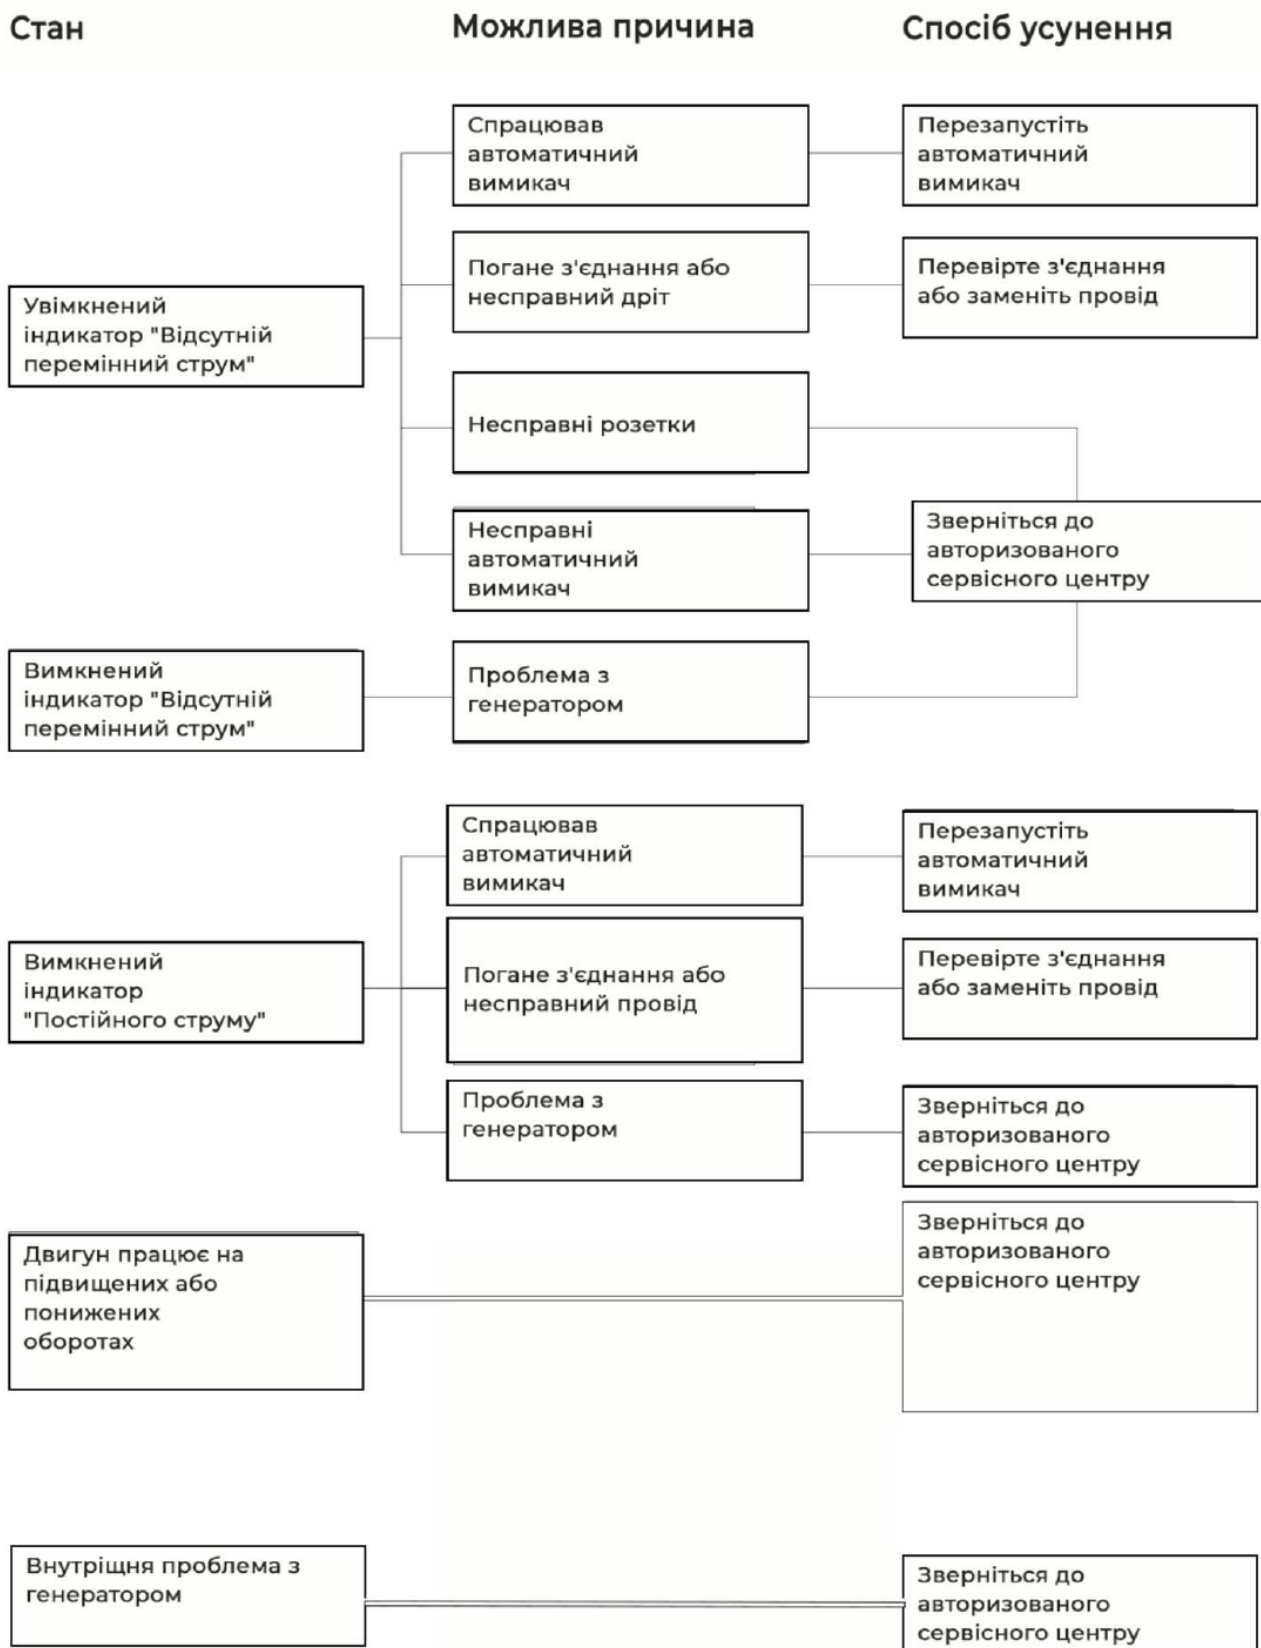 Стан
Можлива причина
Спосіб усунення
Увімкнений
індикатор "Відсутній
перемінний струм"
Спрацював
автоматичний
вимикач
Перезапустіть
автоматичний
вимикач
Погане з'єднання або
несправний дріт
Перевірте з'єднання
або заменіть провід
Несправні розетки
Несправні
автоматичний
вимикач
Зверніться до
авторизованого
сервісного центру
Вимкнений
індикатор "Відсутній
перемінний струм"
Проблема з
генератором
Вимкнений
індикатор
"Постійного струму"
Спрацював
автоматичний
вимикач
Перезапустіть
автоматичний
вимикач
Погане з'єднання або
несправний провід
Перевірте з'єднання
або заменіть провід
Проблема з
генератором
Зверніться до
авторизованого
сервісного центру
Двигун працює на
підвищених або
понижених
оборотах
Зверніться до
авторизованого
сервісного центру
Внутріщня проблема з
генератором
Зверніться до
авторизованого
сервісного центру